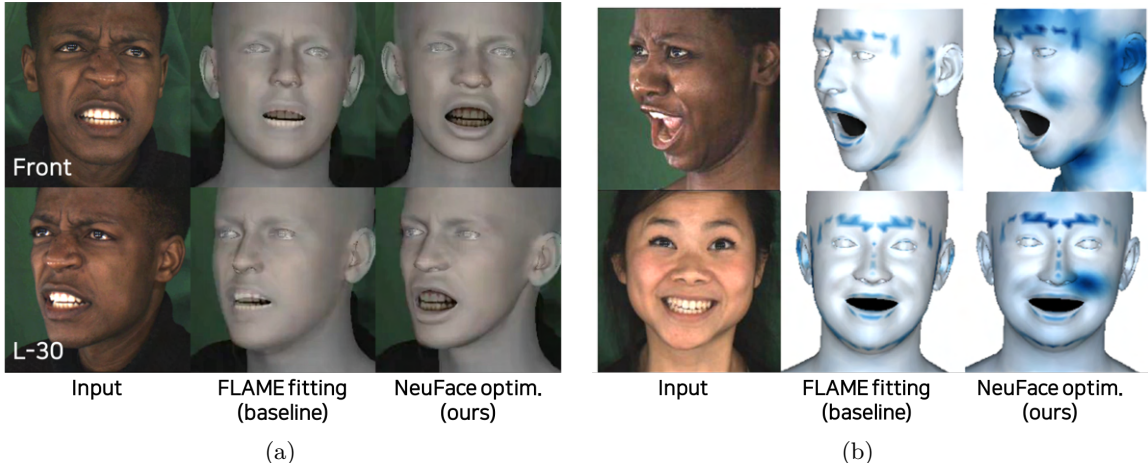 Front
L-30
Input
FLAME fitting
(baseline)
NeuFace optim.
(ours)
(a)
Input
FLAME fitting
(baseline)
NeuFace optim.
(ours)
(b)